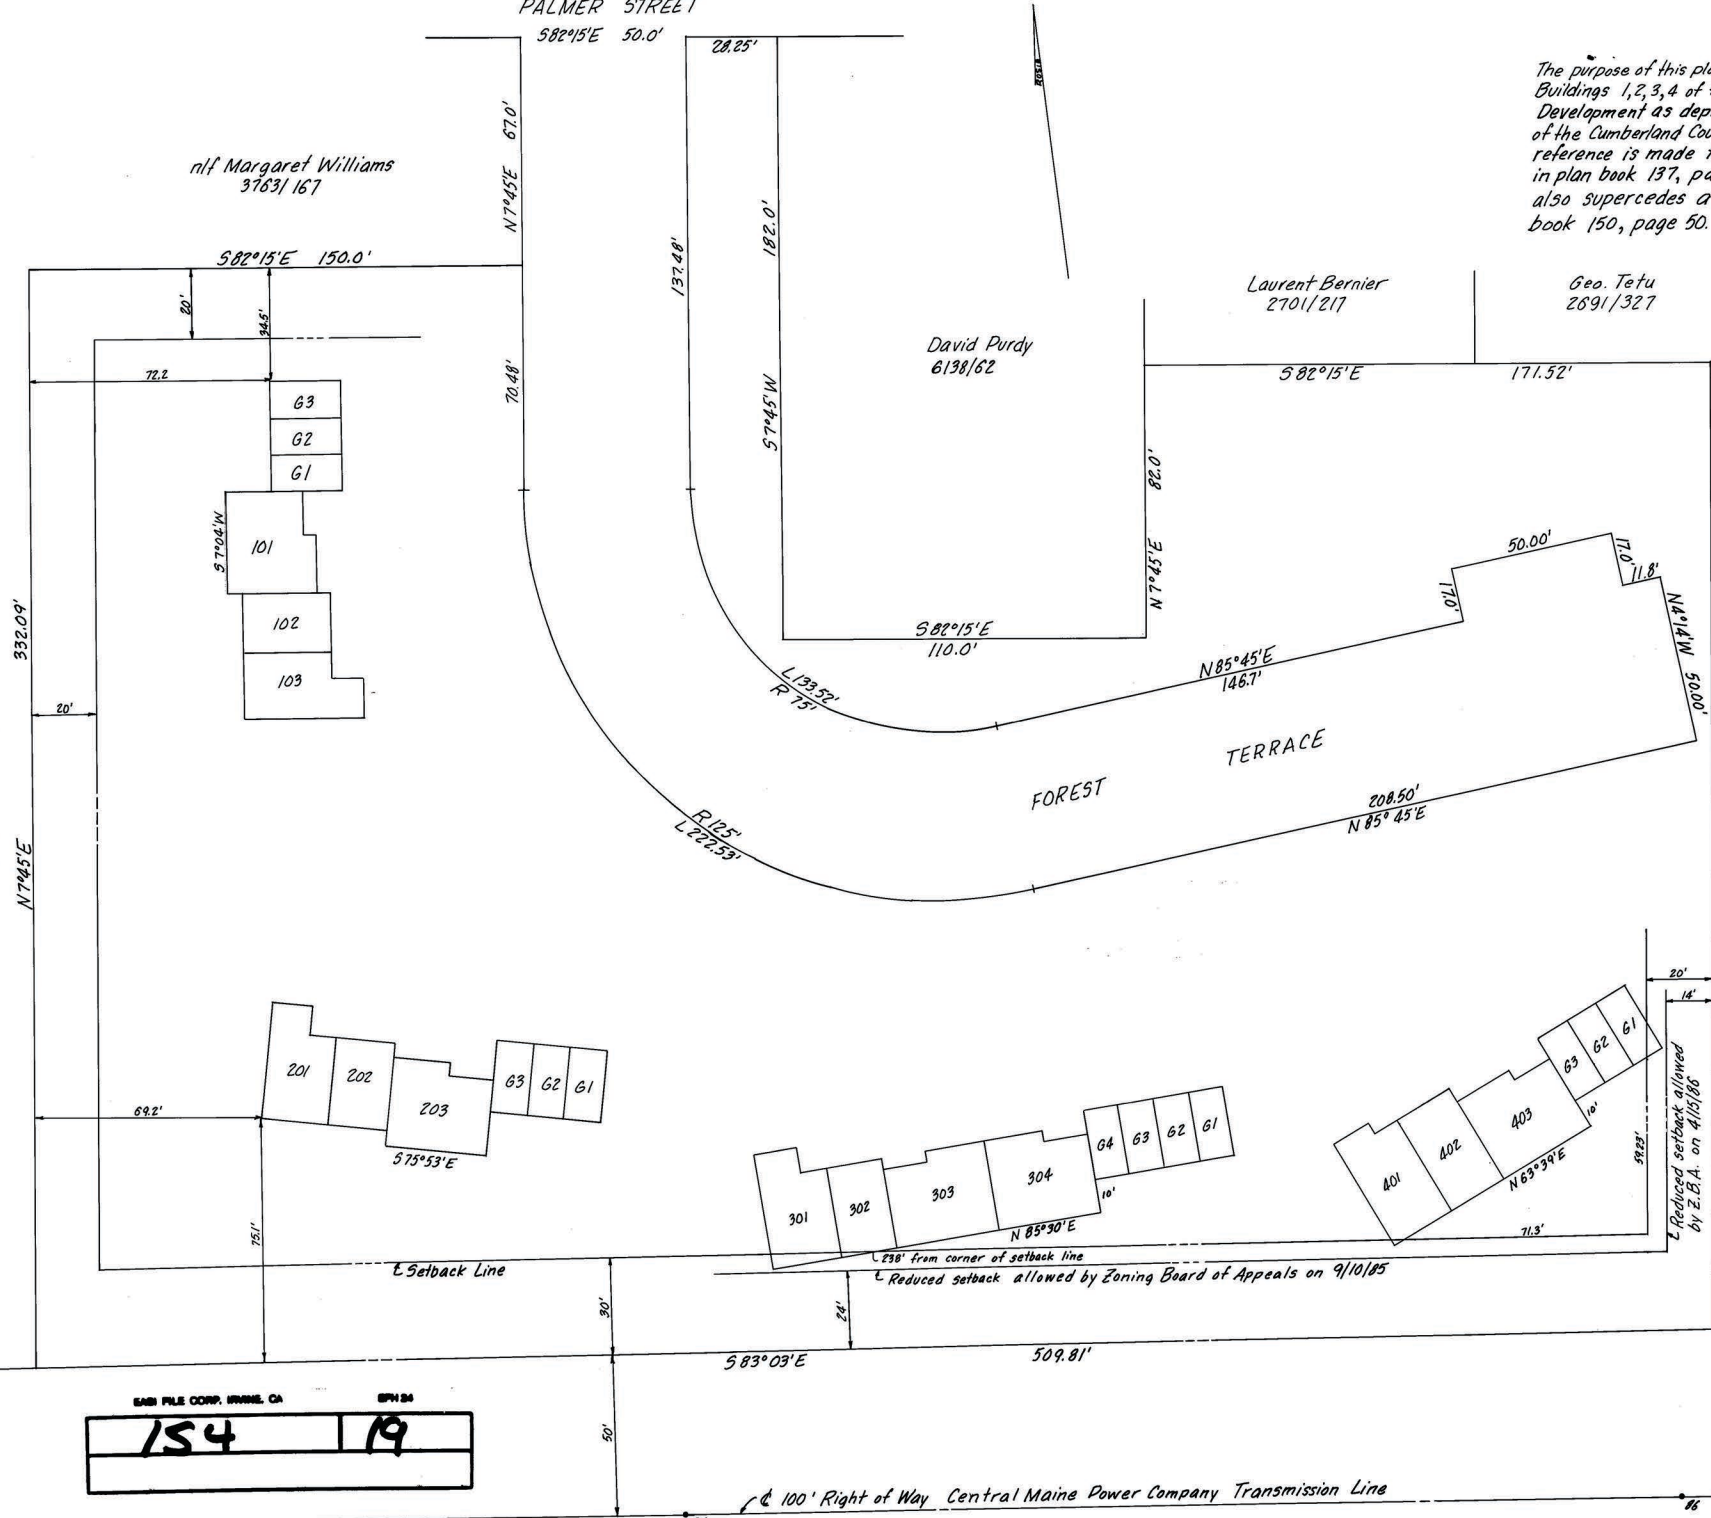 PALMER STREET
S82°15'E 50.0'
28.25'
The purpose of this
Buildings 1,2,3,4 of
Development as
of the Cumberland
reference is made
in plan book 137,
also supercedes
book 150, page 50.
N7°45'E 67.0'
n/f Margaret Williams
3763/167
182.0'
S7°45'W
137.48'
S82°15'E 150.0'
20'
34.5'
72.2
70.48'
Laurent Bernier
2701/217
Geo. Tetu
2691/327
David Purdy
6138/62
S82°15'E 171.52'
G3
G2
G1
101
S7°04'W
102
103
82.0'
N7°45'E
S82°15'E
110.0'
50.00'
17.0'
17.0'
11.8'
N4°14'W 50.00'
332.09'
N7°45'E
20'
L133.52'
R 75'
N85°45'E
146.7'
FOREST TERRACE
R125'
L222.53'
208.50'
N85°45'E
20'
14'
201
202
203
G3
G2
G1
69.2'
S75°53'E
75.1'
301
302
303
304
G4
G3
G2
G1
10'
N85°30'E
401
402
403
G3
G2
G1
10'
N63°39'E
59.23'
71.3'
℄ Reduced setback allowed
by Z.B.A. on 4/15/86
238' from corner of setback line
℄ Setback Line
℄ Reduced setback allowed by Zoning Board of Appeals on 9/10/85
30'
24'
S83°03'E 509.81'
EASI FILE CORP. IRVINE, CA
154
19
50'
℄ 100' Right of Way Central Maine Power Company Transmission Line
86